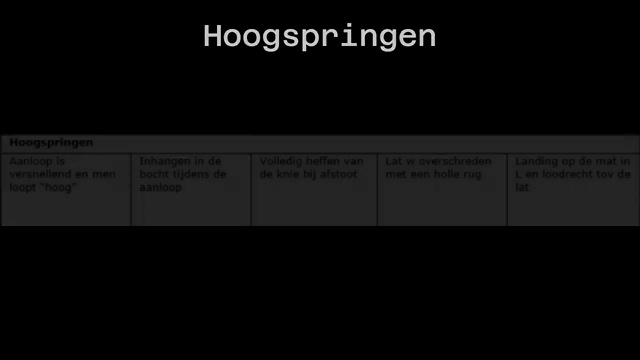 Hoogspringen
Hoogspringen
Aanloop is
versnellend en men
loopt "hoog"
Inhangen in de
bocht tijdens de
aanloop
Volledig heffen van
de knie bij afstoot
Lat w overschreden
met een holle rug
Landing op de mat in
L en loodrecht tov de
lat